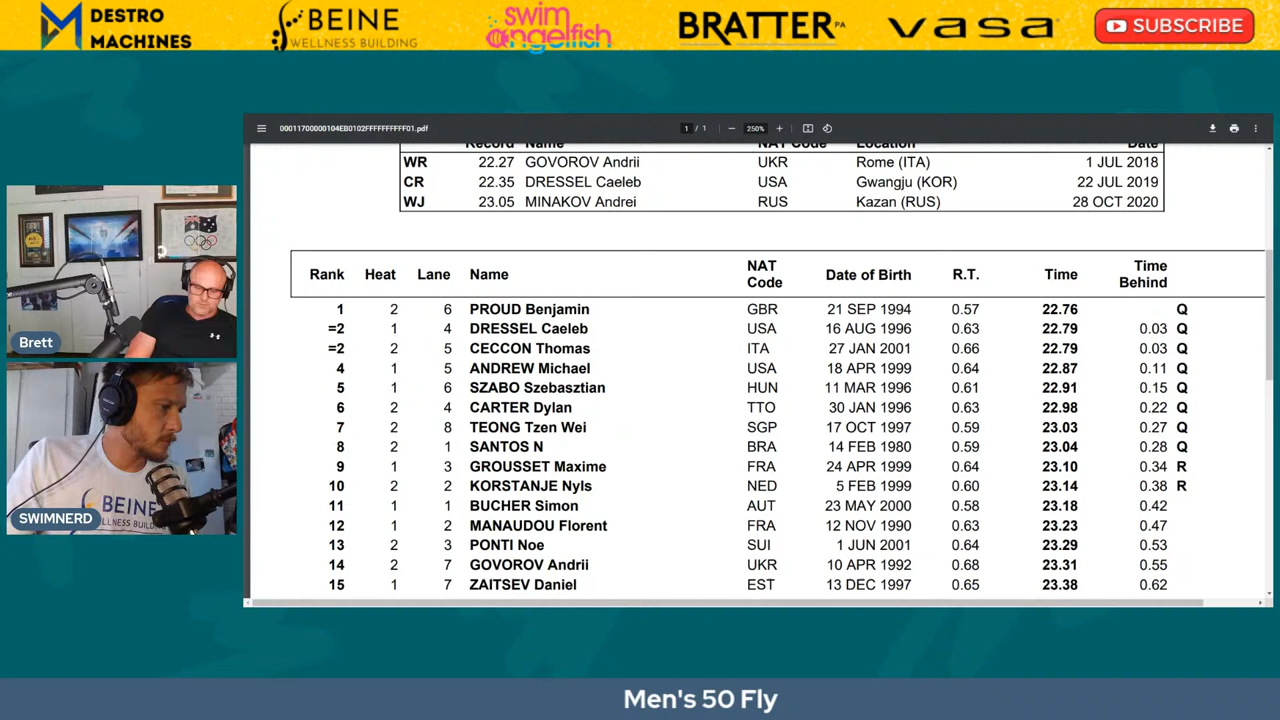 DESTRO MACHINES
BEINE WELLNESS BUILDING
swim angelfish
BRATTER PA
vasa
SUBSCRIBE
00011700000104EB0102FFFFFFFFFF01.pdf
1 / 1
250%
Record Name NAT Code Location Date
WR 22.27 GOVOROV Andrii UKR Rome (ITA) 1 JUL 2018
CR 22.35 DRESSEL Caeleb USA Gwangju (KOR) 22 JUL 2019
WJ 23.05 MINAKOV Andrei RUS Kazan (RUS) 28 OCT 2020
Rank Heat Lane Name NAT Code Date of Birth R.T. Time Time Behind
1 2 6 PROUD Benjamin GBR 21 SEP 1994 0.57 22.76 Q
=2 1 4 DRESSEL Caeleb USA 16 AUG 1996 0.63 22.79 0.03 Q
=2 2 5 CECCON Thomas ITA 27 JAN 2001 0.66 22.79 0.03 Q
4 1 5 ANDREW Michael USA 18 APR 1999 0.64 22.87 0.11 Q
5 1 6 SZABO Szebasztian HUN 11 MAR 1996 0.61 22.91 0.15 Q
6 2 4 CARTER Dylan TTO 30 JAN 1996 0.63 22.98 0.22 Q
7 2 8 TEONG Tzen Wei SGP 17 OCT 1997 0.59 23.03 0.27 Q
8 2 1 SANTOS N BRA 14 FEB 1980 0.59 23.04 0.28 Q
9 1 3 GROUSSET Maxime FRA 24 APR 1999 0.64 23.10 0.34 R
10 2 2 KORSTANJE Nyls NED 5 FEB 1999 0.60 23.14 0.38 R
11 1 1 BUCHER Simon AUT 23 MAY 2000 0.58 23.18 0.42
12 1 2 MANAUDOU Florent FRA 12 NOV 1990 0.63 23.23 0.47
13 2 3 PONTI Noe SUI 1 JUN 2001 0.64 23.29 0.53
14 2 7 GOVOROV Andrii UKR 10 APR 1992 0.68 23.31 0.55
15 1 7 ZAITSEV Daniel EST 13 DEC 1997 0.65 23.38 0.62
Brett
BEINE
SWIMNERD
Men's 50 Fly